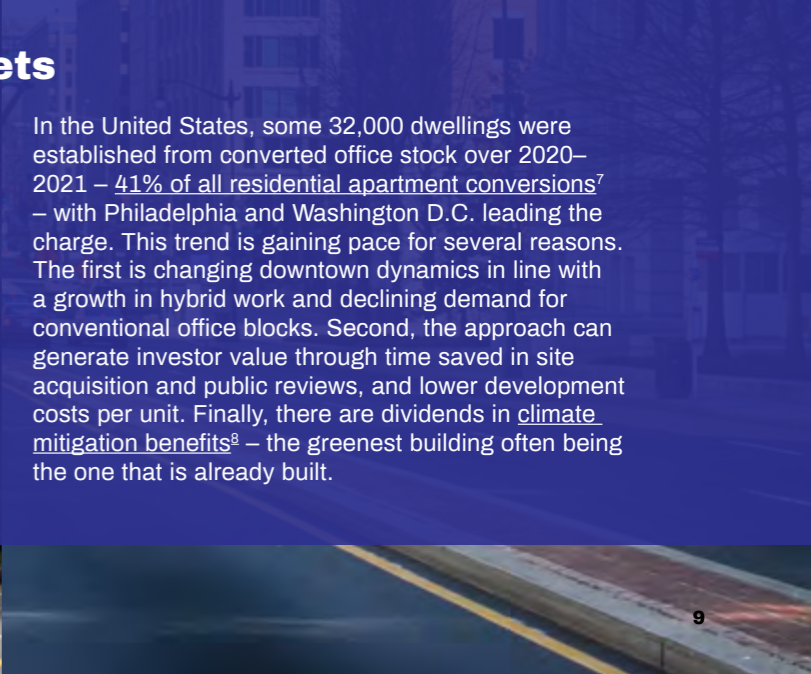 ets
In the United States, some 32,000 dwellings were
established from converted office stock over 2020–
2021 – 41% of all residential apartment conversions7
– with Philadelphia and Washington D.C. leading the
charge. This trend is gaining pace for several reasons.
The first is changing downtown dynamics in line with
a growth in hybrid work and declining demand for
conventional office blocks. Second, the approach can
generate investor value through time saved in site
acquisition and public reviews, and lower development
costs per unit. Finally, there are dividends in climate
mitigation benefits8 – the greenest building often being
the one that is already built.
9